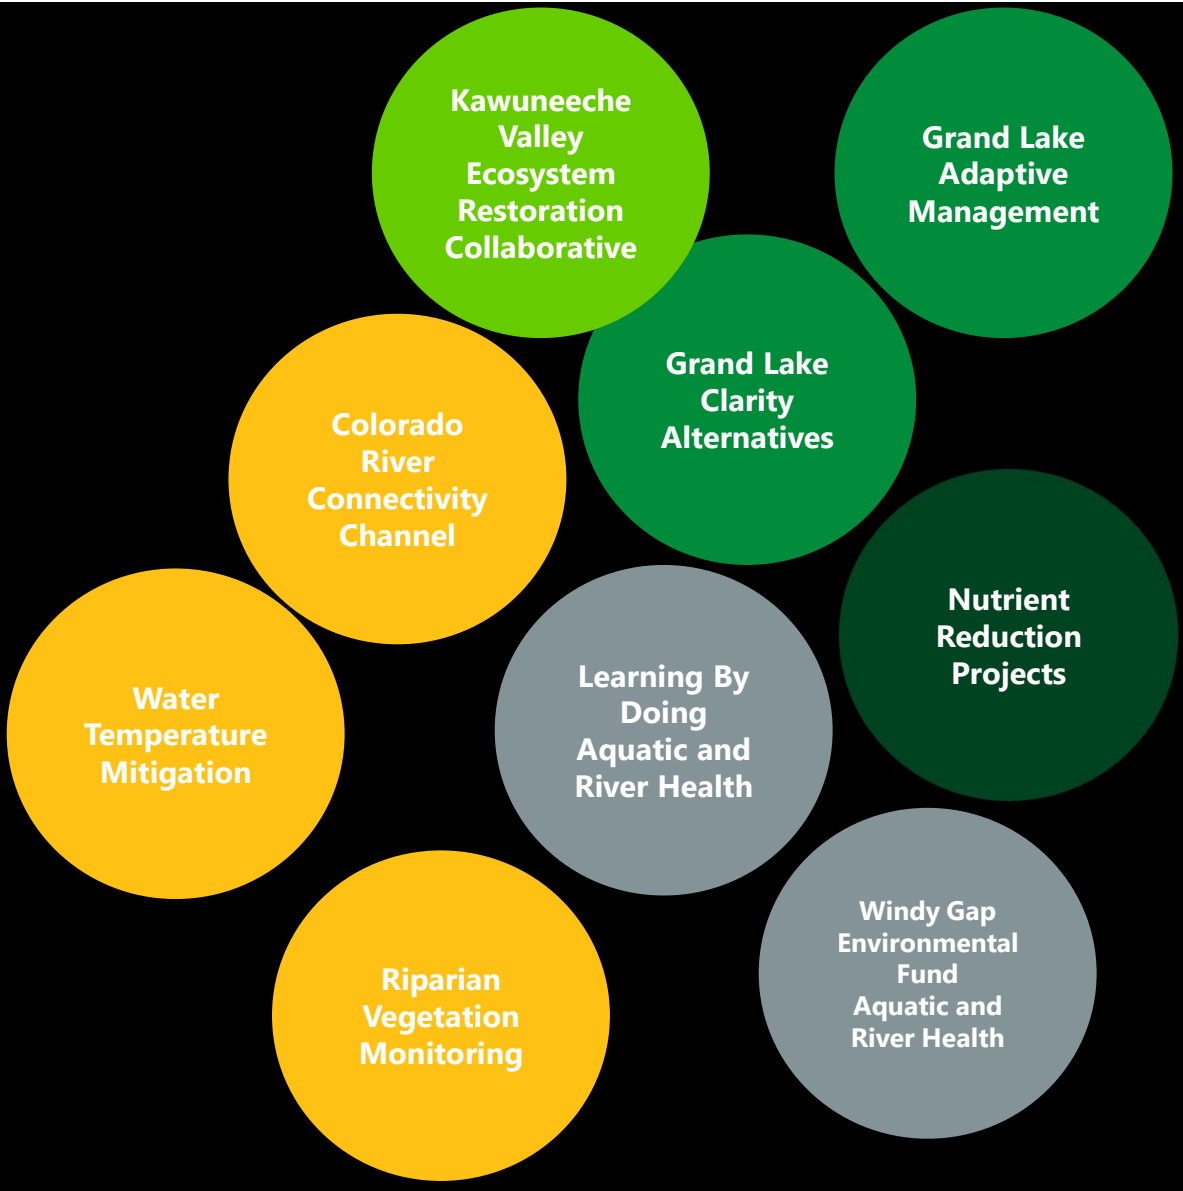 Kawuneeche
Valley
Ecosystem
Restoration
Collaborative
Grand Lake
Adaptive
Management
Grand Lake
Clarity
Alternatives
Colorado
River
Connectivity
Channel
Nutrient
Reduction
Projects
Learning By
Doing
Aquatic and
River Health
Water
Temperature
Mitigation
Windy Gap
Environmental
Fund
Aquatic and
River Health
Riparian
Vegetation
Monitoring